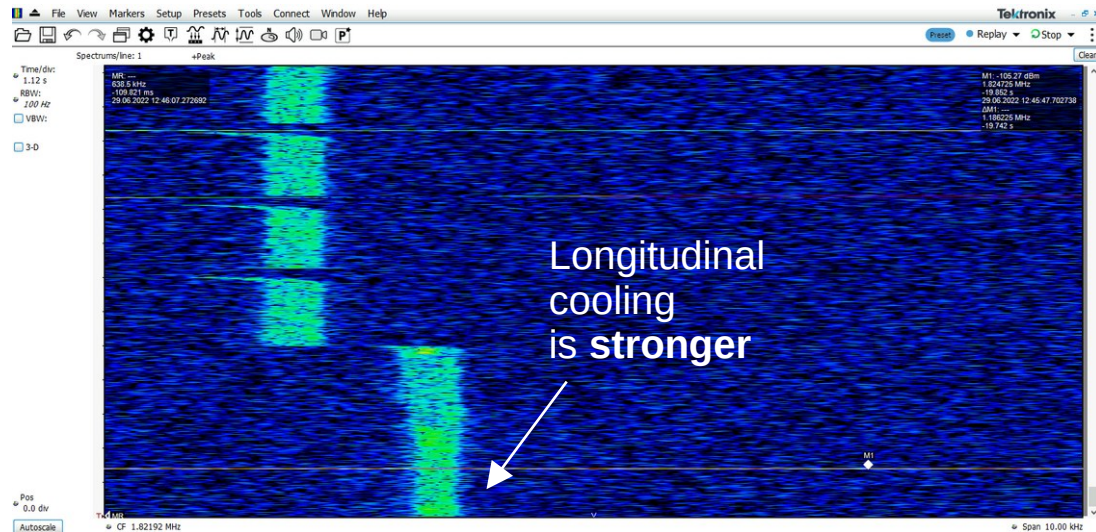 File View Markers Setup Presets Tools Connect Window Help
Tektronix
Preset Replay Stop
Spectrums/line: 1 +Peak Clear
Time/div:
1.12 s
RBW:
100 Hz
VBW:
3-D
MR: ---
638.5 kHz
-109.821 ms
29.06.2022 12:46:07.272692
M1: -105.27 dBm
1.824725 MHz
-19.852 s
29.06.2022 12:45:47.702738
ΔM1: ---
1.186225 MHz
-19.742 s
Longitudinal
cooling
is stronger
M1
Pos
0.0 div
MR
Autoscale CF 1.82192 MHz Span 10.00 kHz